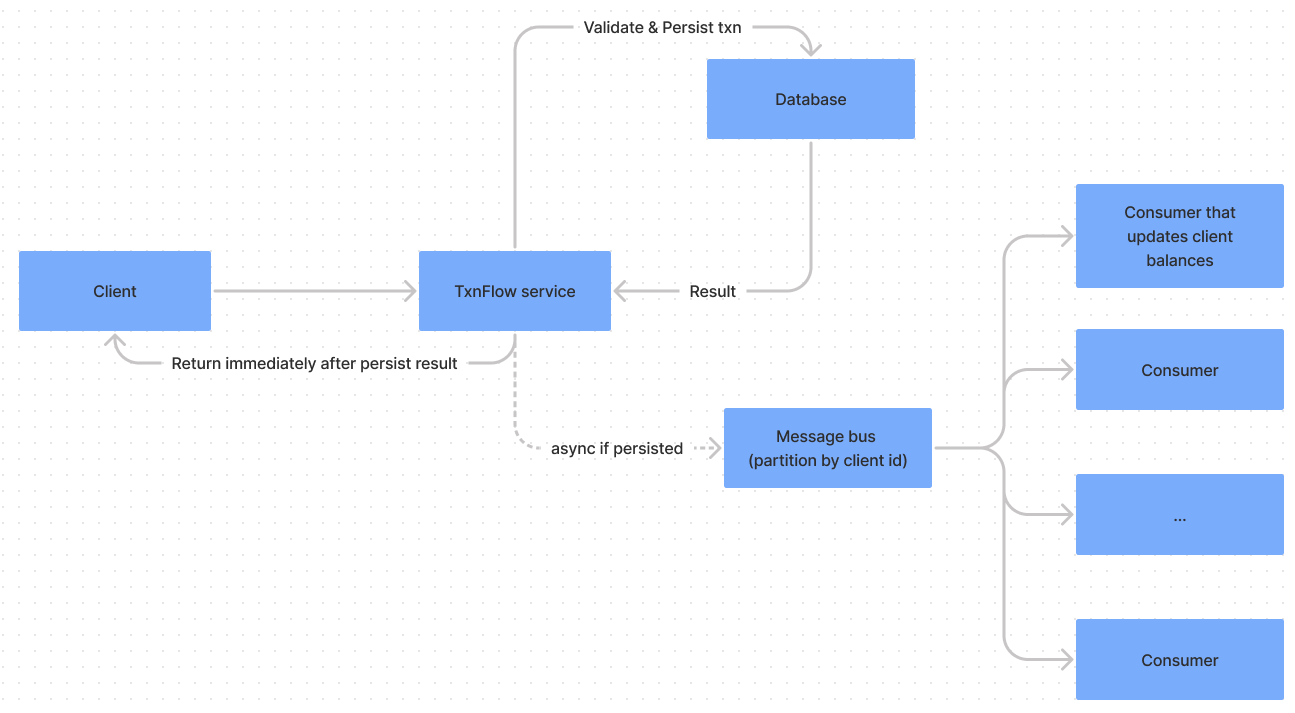 Validate & Persist txn
Database
Consumer that
updates client
balances
Client
TxnFlow service
Result
Return immediately after persist result
Consumer
async if persisted
Message bus
(partition by client id)
...
Consumer